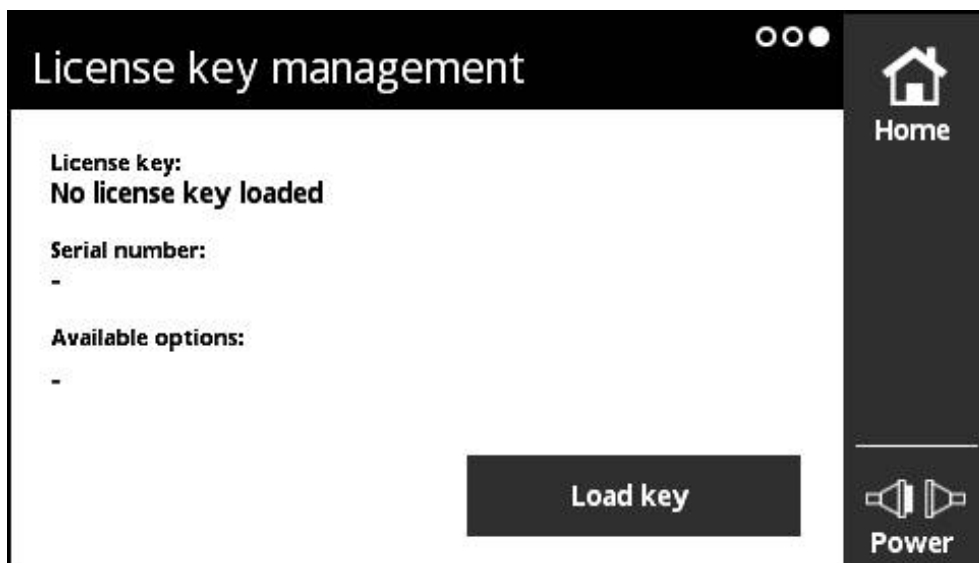 License key management
Home
License key:
No license key loaded
Serial number:
-
Available options:
-
Load key
Power